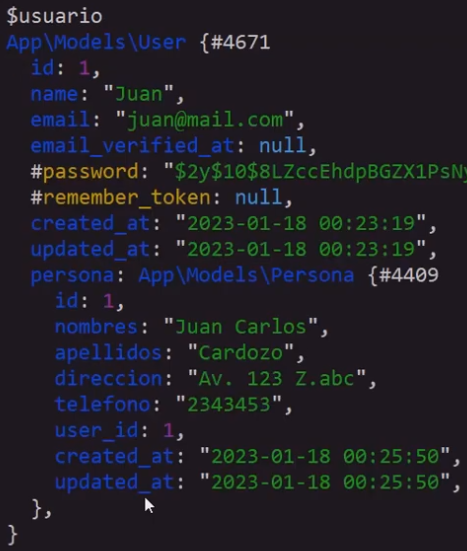 $usuario
App\Models\User {#4671
id: 1,
name: "Juan",
email: "juan@mail.com",
email_verified_at: null,
#password: "$2y$10$8LZccEhdpBGZX1PsNy
#remember_token: null,
created_at: "2023-01-18 00:23:19",
updated_at: "2023-01-18 00:23:19",
persona: App\Models\Persona {#4409
id: 1,
nombres: "Juan Carlos",
apellidos: "Cardozo",
direccion: "Av. 123 Z.abc",
telefono: "2343453",
user_id: 1,
created_at: "2023-01-18 00:25:50",
updated_at: "2023-01-18 00:25:50",
},
}